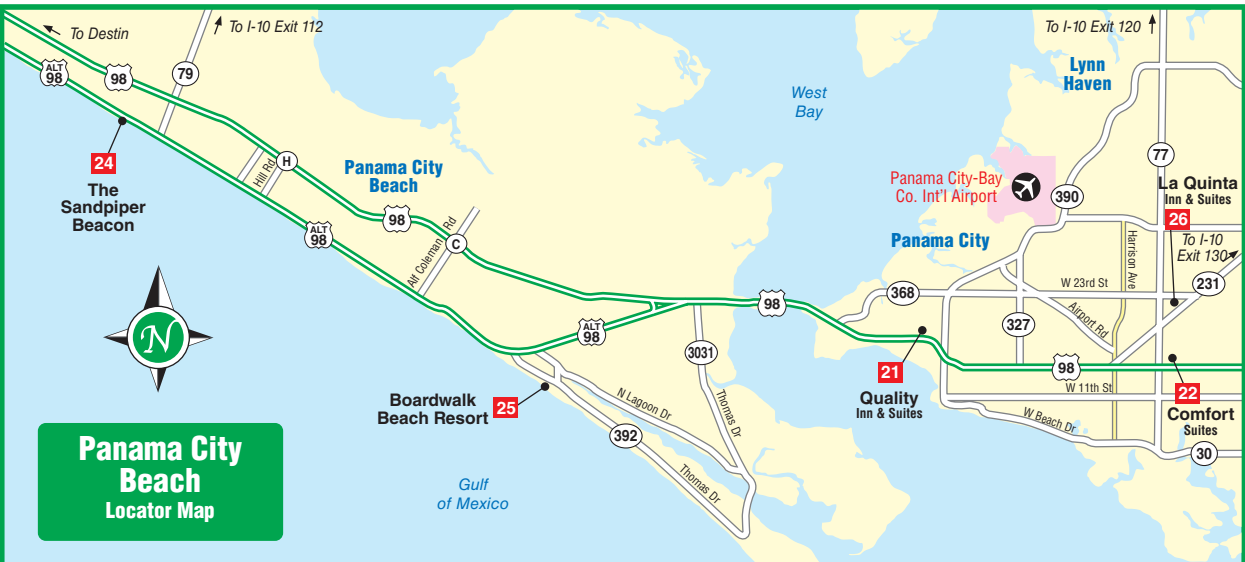 To Destin
To I-10 Exit 112
To I-10 Exit 120
ALT
98
98
79
Lynn
Haven
West
Bay
77
24
The
Sandpiper
Beacon
Hill Rd
H
Panama City
Beach
Panama City-Bay
Co. Int'l Airport
390
La Quinta
Inn & Suites
26
98
ALT
98
Alf Coleman Rd
C
Panama City
Harrison Ave
To I-10
Exit 130
N
368
W 23rd St
231
98
ALT
98
327
Airport Rd
3031
21
Quality
Inn & Suites
98
W 11th St
22
Comfort
Suites
Boardwalk
Beach Resort
25
N Lagoon Dr
Thomas Dr
W Beach Dr
392
30
Thomas Dr
Gulf
of Mexico
Panama City
Beach
Locator Map